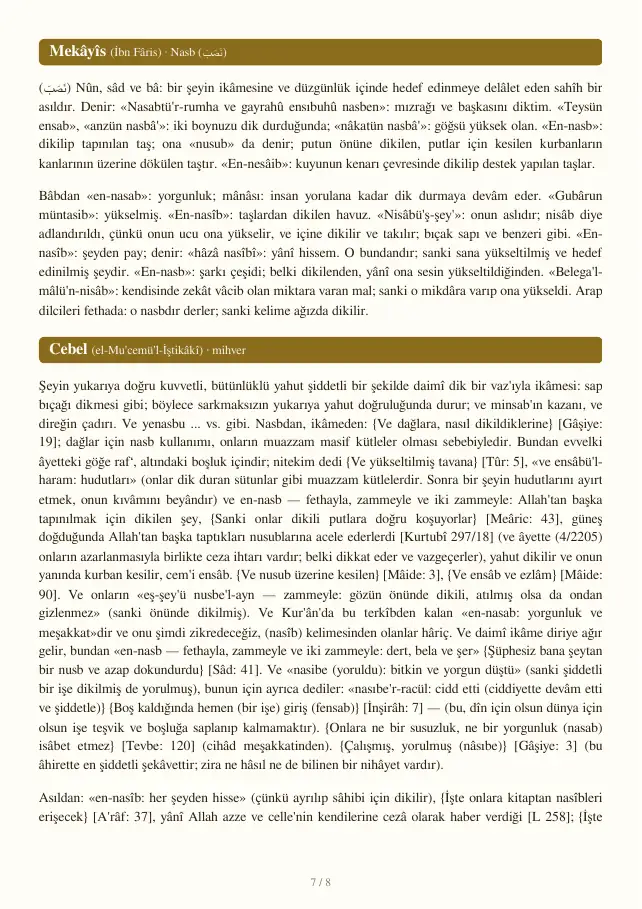 Mekâyîs (İbn Fâris) · Nasb (نَصَبَ)
(نَصَبَ) Nûn, sâd ve bâ: bir şeyin ikâmesine ve düzgünlük içinde hedef edinmeye delâlet eden sahîh bir
asıldır. Denir: «Nasabtü'r-rumha ve gayrahû ensıbuhû nasben»: mızrağı ve başkasını diktim. «Teysün
ensab», «anzün nasbâ'»: iki boynuzu dik durduğunda; «nâkatün nasbâ'»: göğsü yüksek olan. «En-nasb»:
dikilip tapınılan taş; ona «nusub» da denir; putun önüne dikilen, putlar için kesilen kurbanların
kanlarının üzerine dökülen taştır. «En-nesâib»: kuyunun kenarı çevresinde dikilip destek yapılan taşlar.
Bâbdan «en-nasab»: yorgunluk; mânâsı: insan yorulana kadar dik durmaya devâm eder. «Gubârun
müntasib»: yükselmiş. «En-nasîb»: taşlardan dikilen havuz. «Nisâbü'ş-şey'»: onun aslıdır; nisâb diye
adlandırıldı, çünkü onun ucu ona yükselir, ve içine dikilir ve takılır; bıçak sapı ve benzeri gibi. «En-
nasîb»: şeyden pay; denir: «hâzâ nasîbî»: yânî hissem. O bundandır; sanki sana yükseltilmiş ve hedef
edinilmiş şeydir. «En-nasb»: şarkı çeşidi; belki dikilenden, yânî ona sesin yükseltildiğinden. «Belega'l-
mâlü'n-nisâb»: kendisinde zekât vâcib olan miktara varan mal; sanki o mikdâra varıp ona yükseldi. Arap
dilcileri fethada: o nasbdır derler; sanki kelime ağızda dikilir.
Cebel (el-Mu'cemü'l-İştikâkî) · mihver
Şeyin yukarıya doğru kuvvetli, bütünlüklü yahut şiddetli bir şekilde daimî dik bir vaz'ıyla ikâmesi: sap
bıçağı dikmesi gibi; böylece sarkmaksızın yukarıya yahut doğruluğunda durur; ve minsab'ın kazanı, ve
direğin çadırı. Ve yenasbu ... vs. gibi. Nasbdan, ikâmeden: {Ve dağlara, nasıl dikildiklerine} [Gâşiye:
19]; dağlar için nasb kullanımı, onların muazzam masif kütleler olması sebebiyledir. Bundan evvelki
âyetteki göğe raf‘, altındaki boşluk içindir; nitekim dedi {Ve yükseltilmiş tavana} [Tûr: 5], «ve ensâbü'l-
haram: hudutları» (onlar dik duran sütunlar gibi muazzam kütlelerdir. Sonra bir şeyin hudutlarını ayırt
etmek, onun kıvâmını beyândır) ve en-nasb — fethayla, zammeyle ve iki zammeyle: Allah'tan başka
tapınılmak için dikilen şey, {Sanki onlar dikili putlara doğru koşuyorlar} [Meâric: 43], güneş
doğduğunda Allah'tan başka taptıkları nusublarına acele ederlerdi [Kurtubî 297/18] (ve âyette (4/2205)
onların azarlanmasıyla birlikte ceza ihtarı vardır; belki dikkat eder ve vazgeçerler), yahut dikilir ve onun
yanında kurban kesilir, cem'i ensâb. {Ve nusub üzerine kesilen} [Mâide: 3], {Ve ensâb ve ezlâm} [Mâide:
90]. Ve onların «eş-şey'ü nusbe'l-ayn — zammeyle: gözün önünde dikili, atılmış olsa da ondan
gizlenmez» (sanki önünde dikilmiş). Ve Kur'ân'da bu terkîbden kalan «en-nasab: yorgunluk ve
meşakkat»dir ve onu şimdi zikredeceğiz, (nasîb) kelimesinden olanlar hâriç. Ve daimî ikâme diriye ağır
gelir, bundan «en-nasb — fethayla, zammeyle ve iki zammeyle: dert, bela ve şer» {Şüphesiz bana şeytan
bir nusb ve azap dokundurdu} [Sâd: 41]. Ve «nasibe (yoruldu): bitkin ve yorgun düştü» (sanki şiddetli
bir işe dikilmiş de yorulmuş), bunun için ayrıca dediler: «nasıbe'r-racül: cidd etti (ciddiyette devâm etti
ve şiddetle)} {Boş kaldığında hemen (bir işe) giriş (fensab)} [İnşirâh: 7] — (bu, dîn için olsun dünya için
olsun işe teşvik ve boşluğa saplanıp kalmamaktır). {Onlara ne bir susuzluk, ne bir yorgunluk (nasab)
isâbet etmez} [Tevbe: 120] (cihâd meşakkatinden). {Çalışmış, yorulmuş (nâsıbe)} [Gâşiye: 3] (bu
âhirette en şiddetli şekâvettir; zira ne hâsıl ne de bilinen bir nihâyet vardır).
Asıldan: «en-nasîb: her şeyden hisse» (çünkü ayrılıp sâhibi için dikilir), {İşte onlara kitaptan nasîbleri
erişecek} [A'râf: 37], yânî Allah azze ve celle'nin kendilerine cezâ olarak haber verdiği [L 258]; {İşte
7 / 8